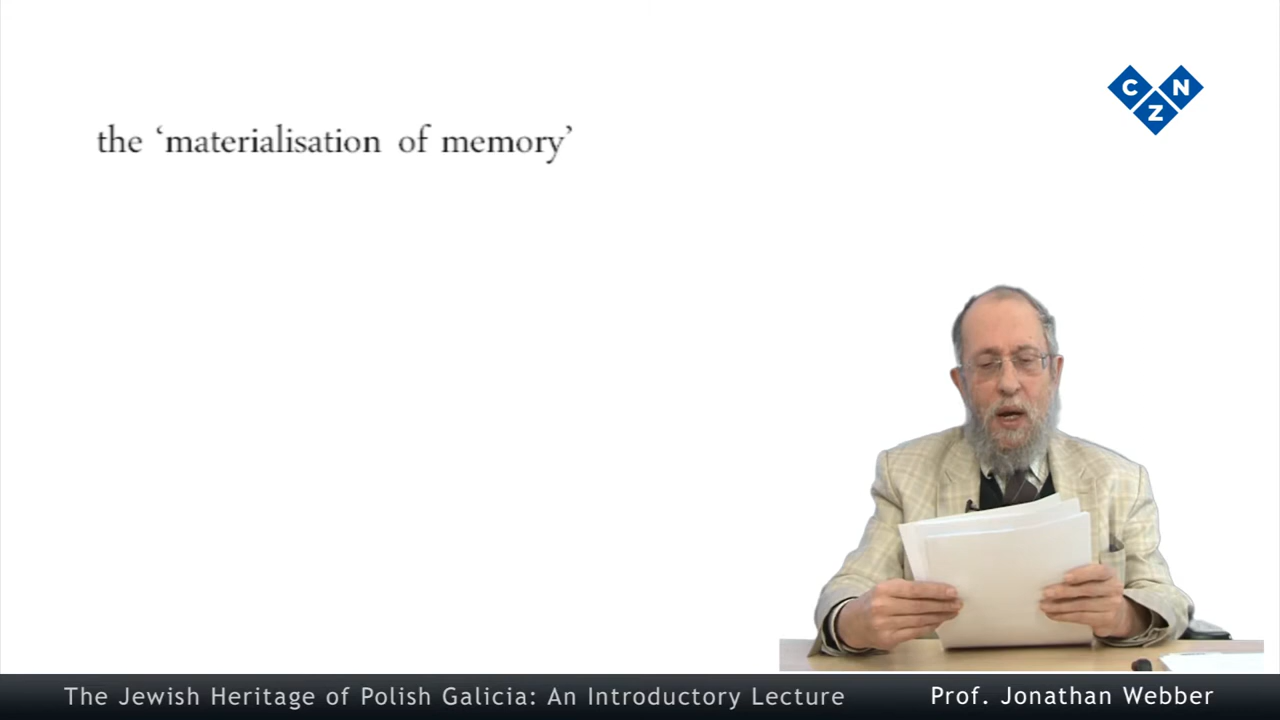 the ‘materialisation of memory’
C N
Z
The Jewish Heritage of Polish Galicia: An Introductory Lecture
Prof. Jonathan Webber